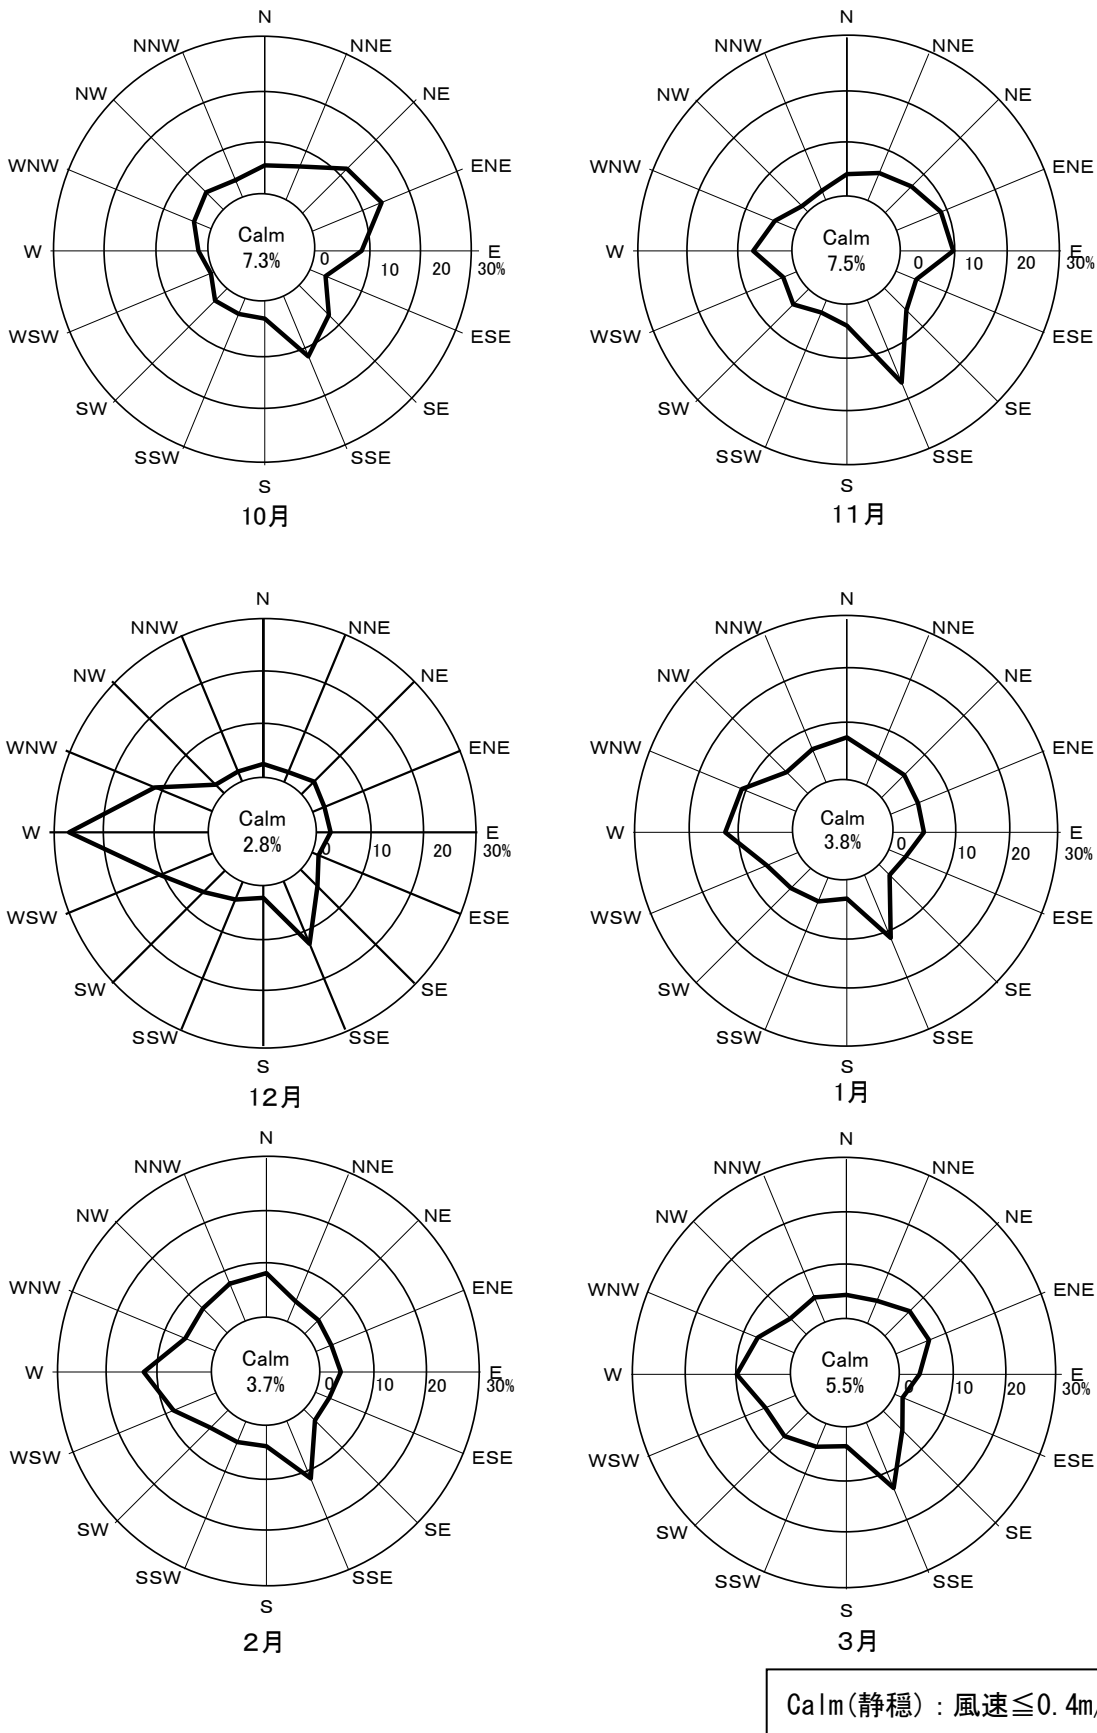 N
NNW
NNE
NW
NE
WNW
ENE
W
Calm
7.3%
E
0
10
20
30%
WSW
ESE
SW
SE
SSW
SSE
S
10月
N
NNW
NNE
NW
NE
WNW
ENE
W
Calm
7.5%
E
0
10
20
30%
WSW
ESE
SW
SE
SSW
SSE
S
11月
N
NNW
NNE
NW
NE
WNW
ENE
W
Calm
2.8%
E
0
10
20
30%
WSW
ESE
SW
SE
SSW
SSE
S
12月
N
NNW
NNE
NW
NE
WNW
ENE
W
Calm
3.8%
E
0
10
20
30%
WSW
ESE
SW
SE
SSW
SSE
S
1月
N
NNW
NNE
NW
NE
WNW
ENE
W
Calm
3.7%
E
0
10
20
30%
WSW
ESE
SW
SE
SSW
SSE
S
2月
N
NNW
NNE
NW
NE
WNW
ENE
W
Calm
5.5%
E
0
10
20
30%
WSW
ESE
SW
SE
SSW
SSE
S
3月
Calm(静穏)：風速≦0.4m/